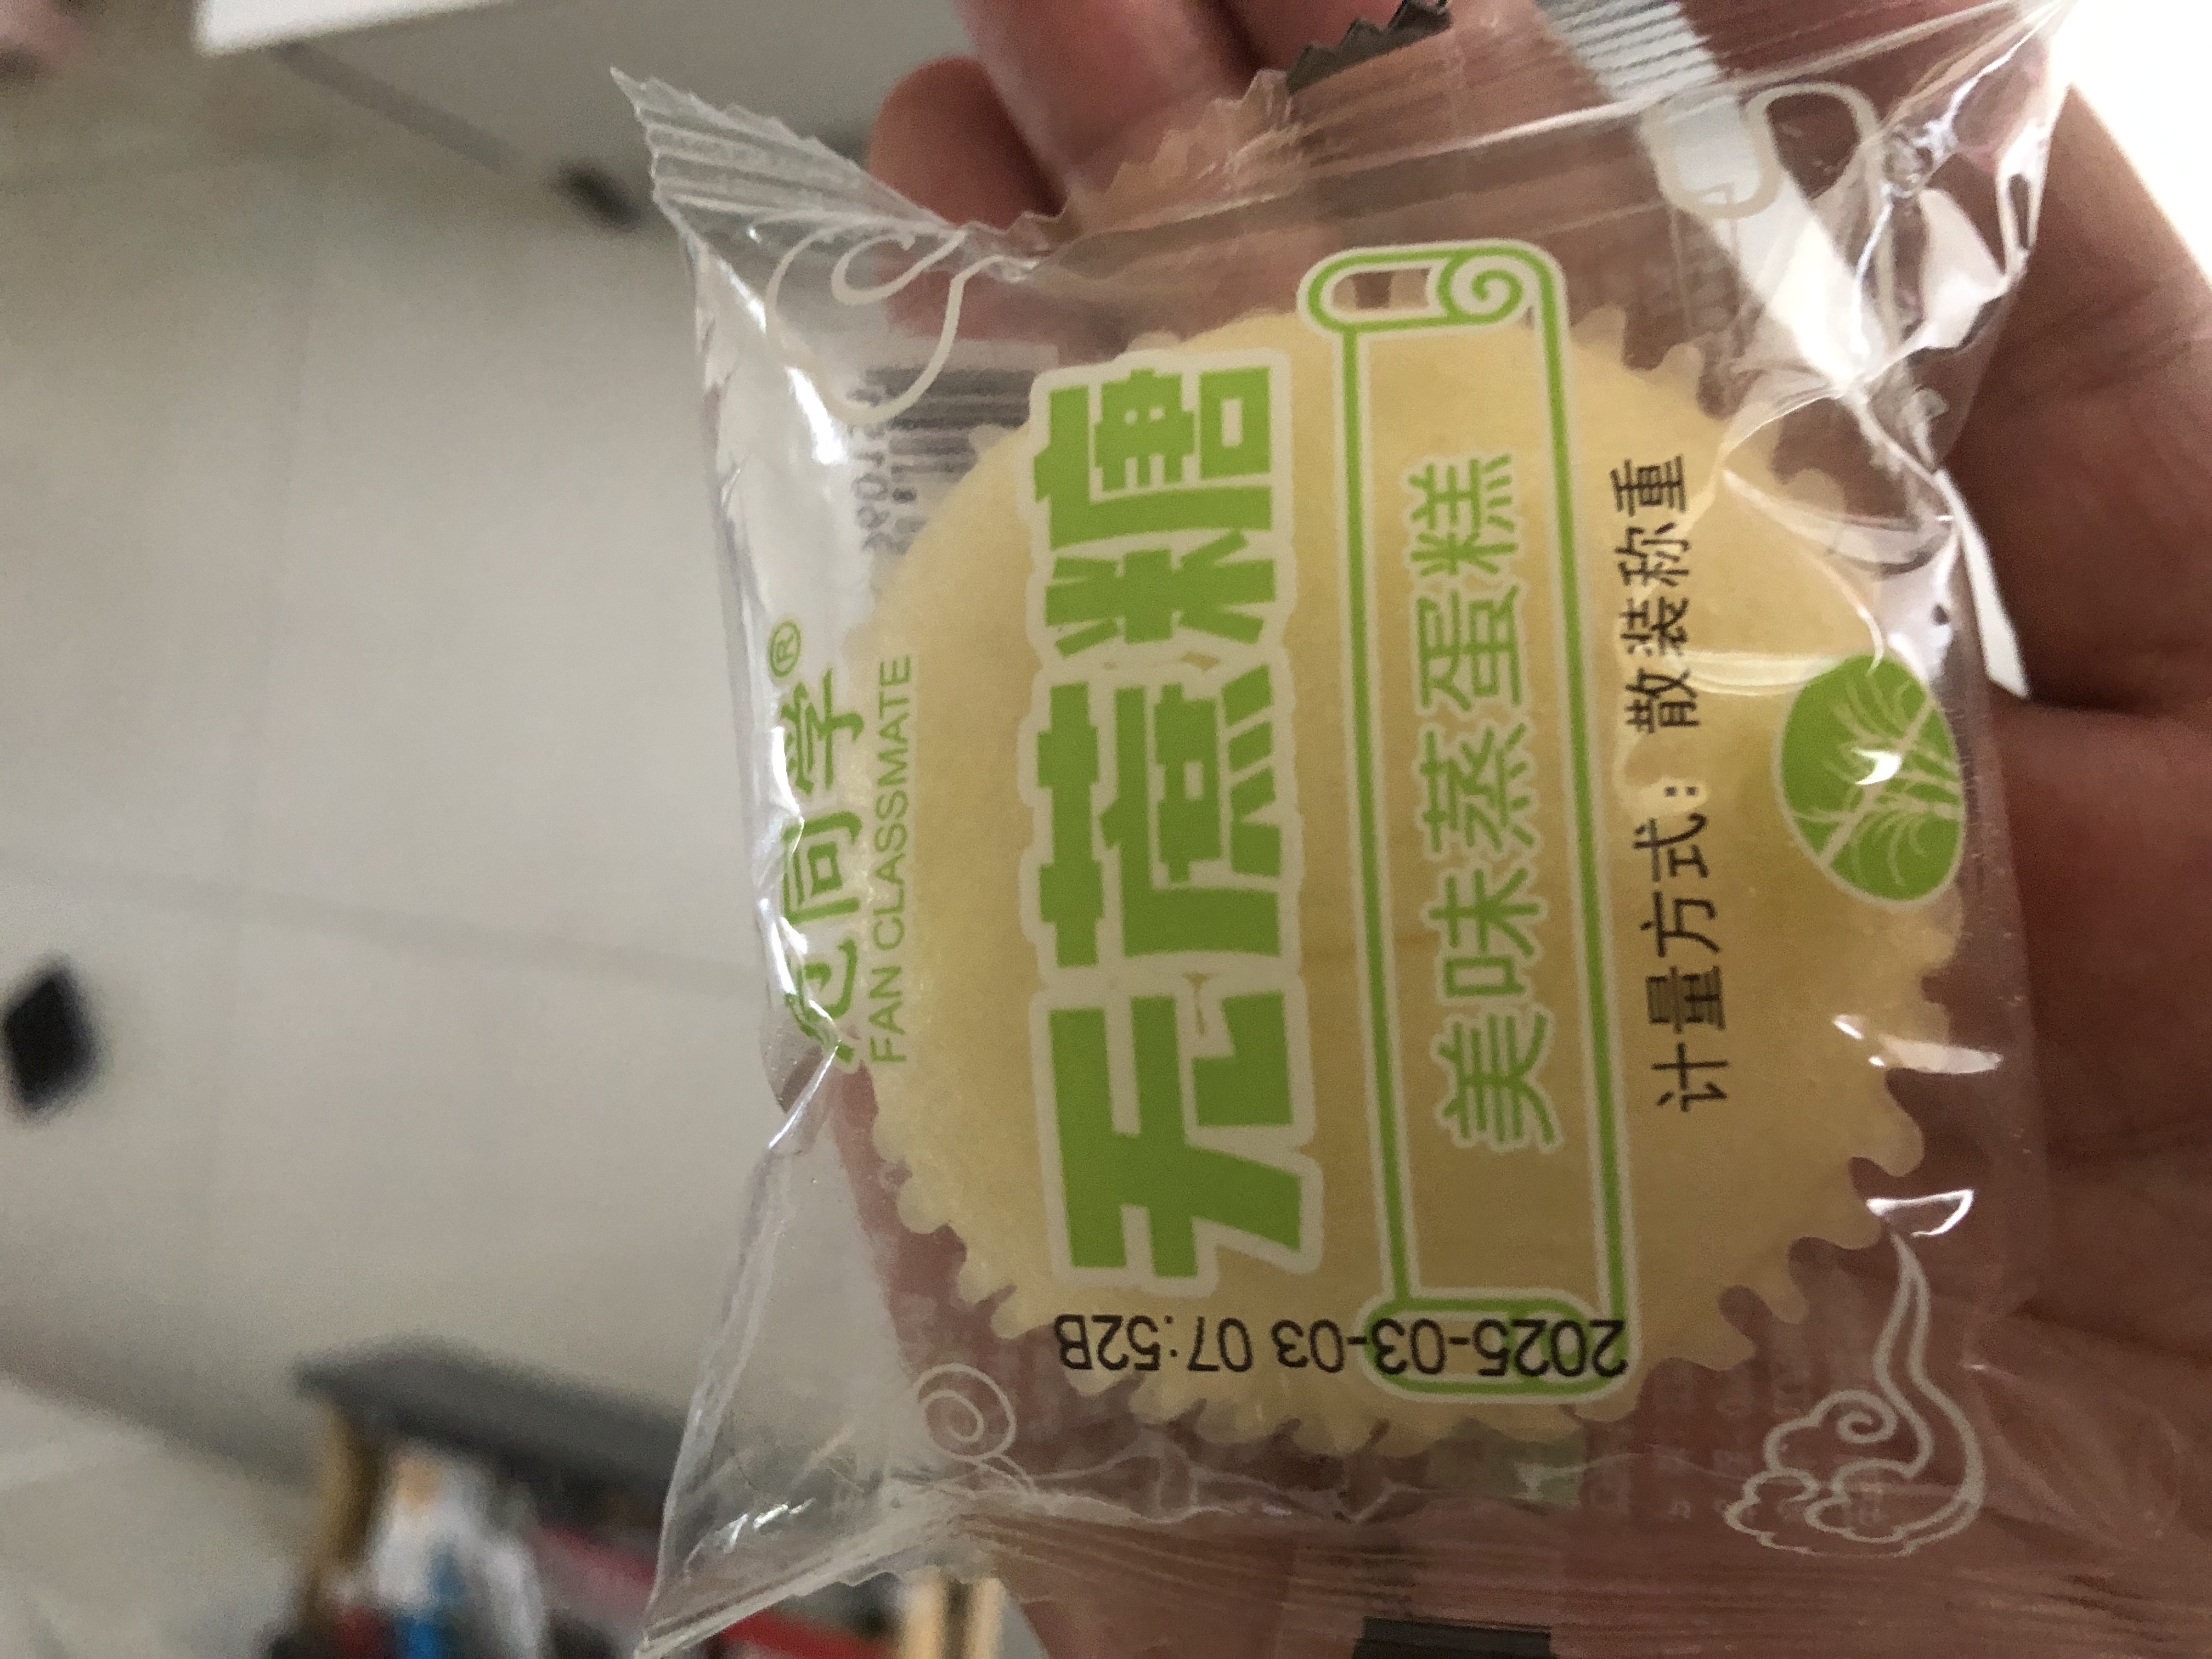 范同学®
FAN CLASSMATE
无蔗糖
美味蒸蛋糕
计量方式：散装称重
2025-03-03 07:52B